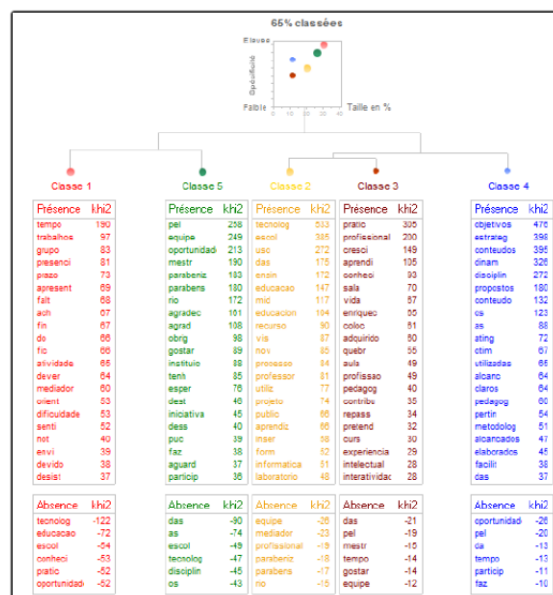 65% classées
Elevée
Spécificité
Faible
0 10 20 30 40
Taille en %
Classe 1
Classe 5
Classe 2
Classe 3
Classe 4
Présence khi2
tempo 190
trabalhos 97
grupo 83
presenci 81
prazo 73
apresent 69
falt 68
ach 67
fin 67
do 66
fic 66
atividade 65
dever 64
mediador 60
orient 53
dificuldade 53
senti 52
not 40
envi 39
devido 38
desist 37
Absence khi2
tecnolog -122
educacao -72
escol -54
conheci -53
pratic -52
oportunidad -52
Présence khi2
pel 258
equipe 249
oportunidad 213
mestr 190
parabeniz 183
parabens 180
rio 172
agradec 161
agrad 108
obrig 98
gostar 89
instituio 88
tenh 85
esper 76
dest 46
iniciativa 45
dess 40
puc 39
faz 38
aguard 37
particip 36
Absence khi2
das -90
as -74
escol -49
tecnolog -47
disciplin -45
os -43
Présence khi2
tecnolog 533
escol 385
uso 272
das 175
ensin 172
educacao 147
mid 117
educacion 104
recurso 90
vis 87
nov 85
processo 84
professor 81
utiliz 77
projeto 74
public 66
aprendiz 66
inser 58
form 52
informatica 51
laboratorio 48
Absence khi2
equipe -26
mediador -23
profissional -19
parabeniz -18
parabens -17
rio -15
Présence khi2
pratic 305
profissional 200
cresci 149
aprendi 105
conheci 93
sala 70
vida 57
enriquec 55
coloc 51
adquirido 50
quebr 55
aula 49
profissao 49
pedagog 40
contribu 35
repass 34
pretend 32
curs 30
experiencia 29
intelectual 28
interatividad 28
Absence khi2
das -21
pel -19
mestr -15
tempo -14
gostar -14
equipe -12
Présence khi2
objetivos 476
estrateg 396
conteudos 395
dinam 326
disciplin 272
propostos 180
conteudo 132
os 123
as 88
ating 72
otim 67
utilizadas 65
alcanc 64
claros 64
pedagog 60
pertin 54
metodolog 51
alcancados 47
elaborados 45
facilit 38
das 37
Absence khi2
oportunidad -26
pel -20
da -13
tempo -13
particip -11
faz -10